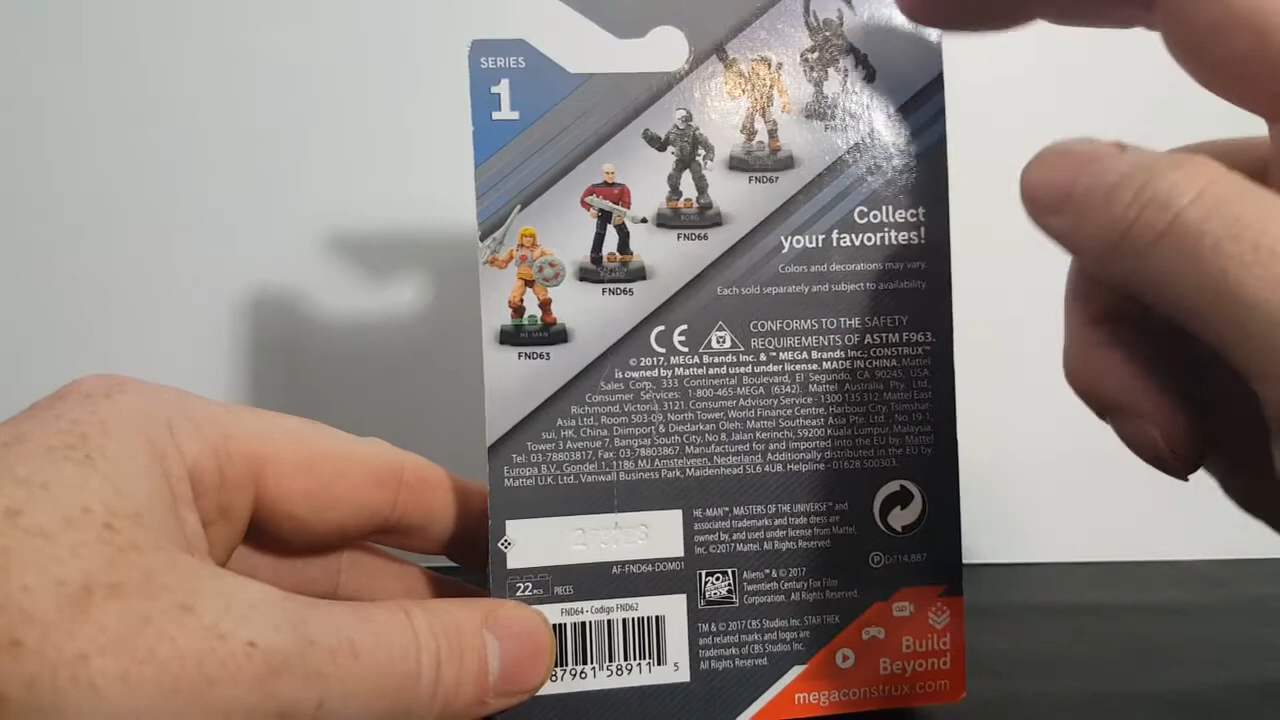 SERIES
1
FND67
BORG
FND66
CAPTAIN
PICARD
FND65
HE-MAN
FND63
Collect
your favorites!
Colors and decorations may vary.
Each sold separately and subject to availability.
CE
CONFORMS TO THE SAFETY
REQUIREMENTS OF ASTM F963.
© 2017, MEGA Brands Inc. & ™ MEGA Brands Inc.; CONSTRUX™
is owned by Mattel and used under license. MADE IN CHINA. Mattel
Sales Corp., 333 Continental Boulevard, El Segundo, CA 90245, USA.
Consumer Services: 1-800-465-MEGA (6342). Mattel Australia Pty. Ltd.,
Richmond, Victoria. 3121. Consumer Advisory Service - 1300 135 312. Mattel East
Asia Ltd., Room 503-09, North Tower, World Finance Centre, Harbour City, Tsimshat-
sui, HK, China. Diimport & Diedarkan Oleh: Mattel Southeast Asia Pte. Ltd., No 19-1,
Tower 3 Avenue 7, Bangsar South City, No 8, Jalan Kerinchi, 59200 Kuala Lumpur, Malaysia.
Tel: 03-78803817, Fax: 03-78803867. Manufactured for and imported into the EU by: Mattel
Europa B.V., Gondel 1, 1186 MJ Amstelveen, Nederland. Additionally distributed in the EU by:
Mattel U.K. Ltd., Vanwall Business Park, Maidenhead SL6 4UB. Helpline - 01628 500303.
AF-FND64-DOM01
22 PCS PIECES
FND64 • Codigo FND62
87961 58911 5
HE-MAN™, MASTERS OF THE UNIVERSE™ and
associated trademarks and trade dress are
owned by, and used under license from Mattel,
Inc. ©2017 Mattel. All Rights Reserved.
P D714,887
20th
CENTURY
FOX
Aliens™ & © 2017
Twentieth Century Fox Film
Corporation. All Rights Reserved.
TM & © 2017 CBS Studios Inc. STAR TREK
and related marks and logos are
trademarks of CBS Studios Inc.
All Rights Reserved.
Build
Beyond
megaconstrux.com